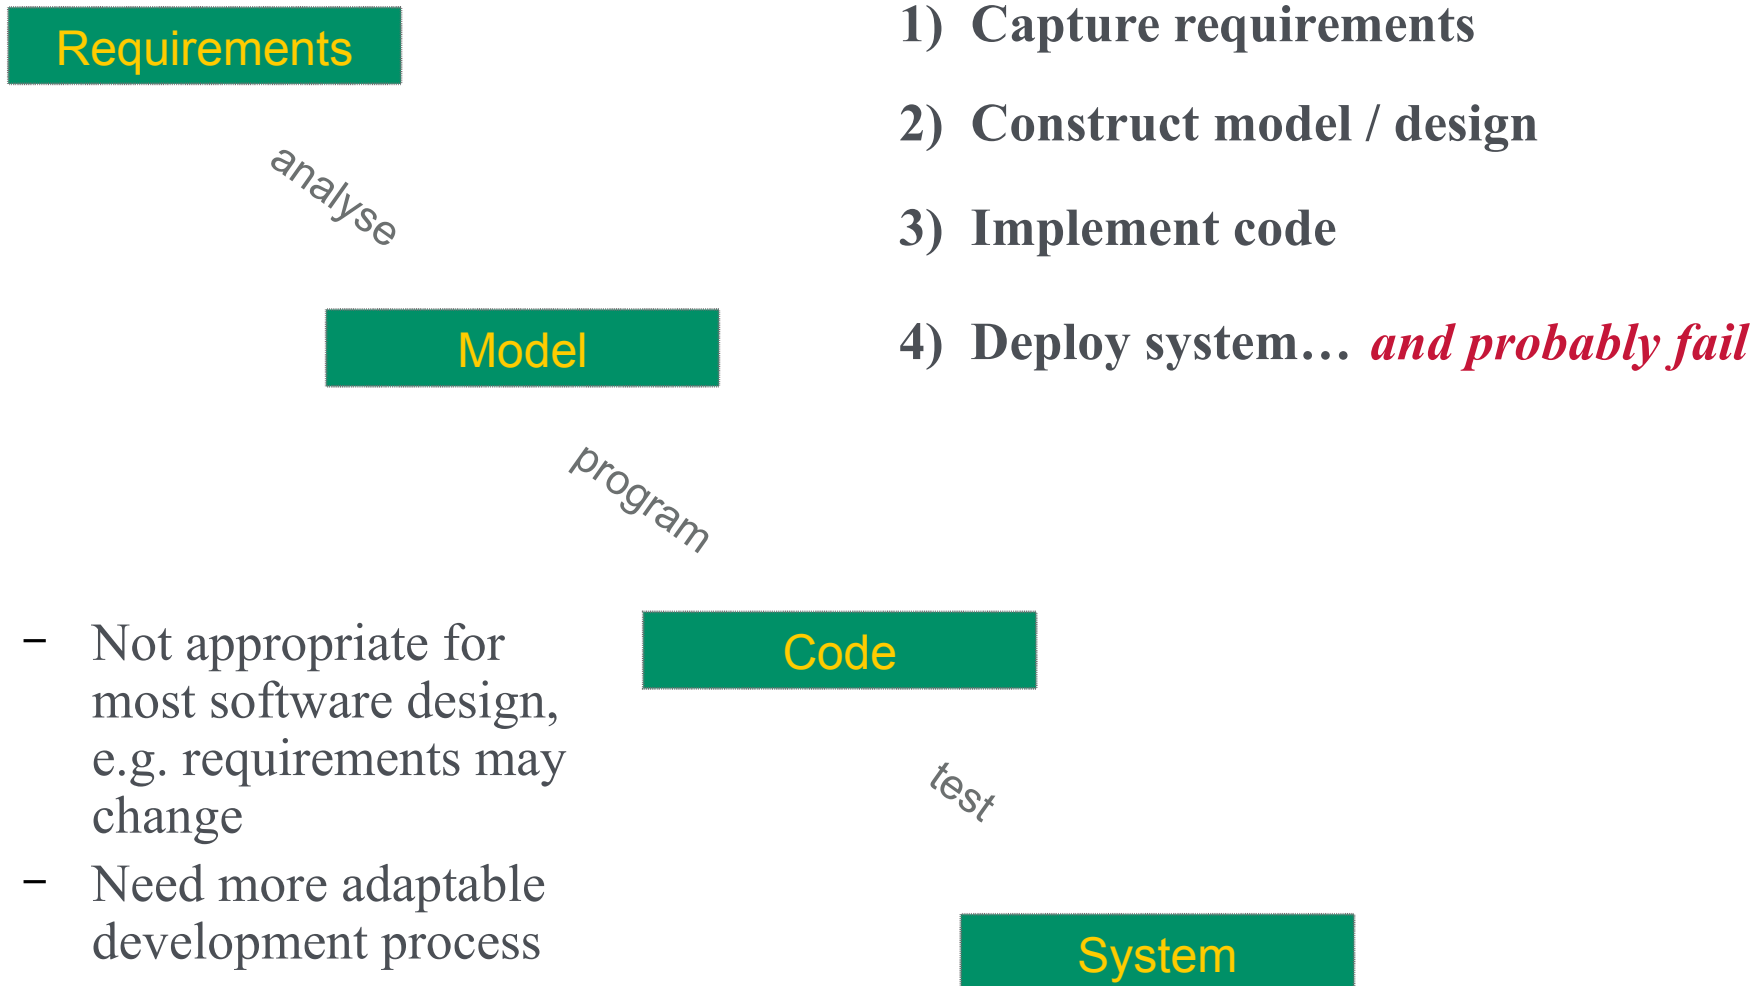 Requirements
analyse
Model
program
Code
test
System
1) Capture requirements
2) Construct model / design
3) Implement code
4) Deploy system… and probably fail
– Not appropriate for
most software design,
e.g. requirements may
change
– Need more adaptable
development process